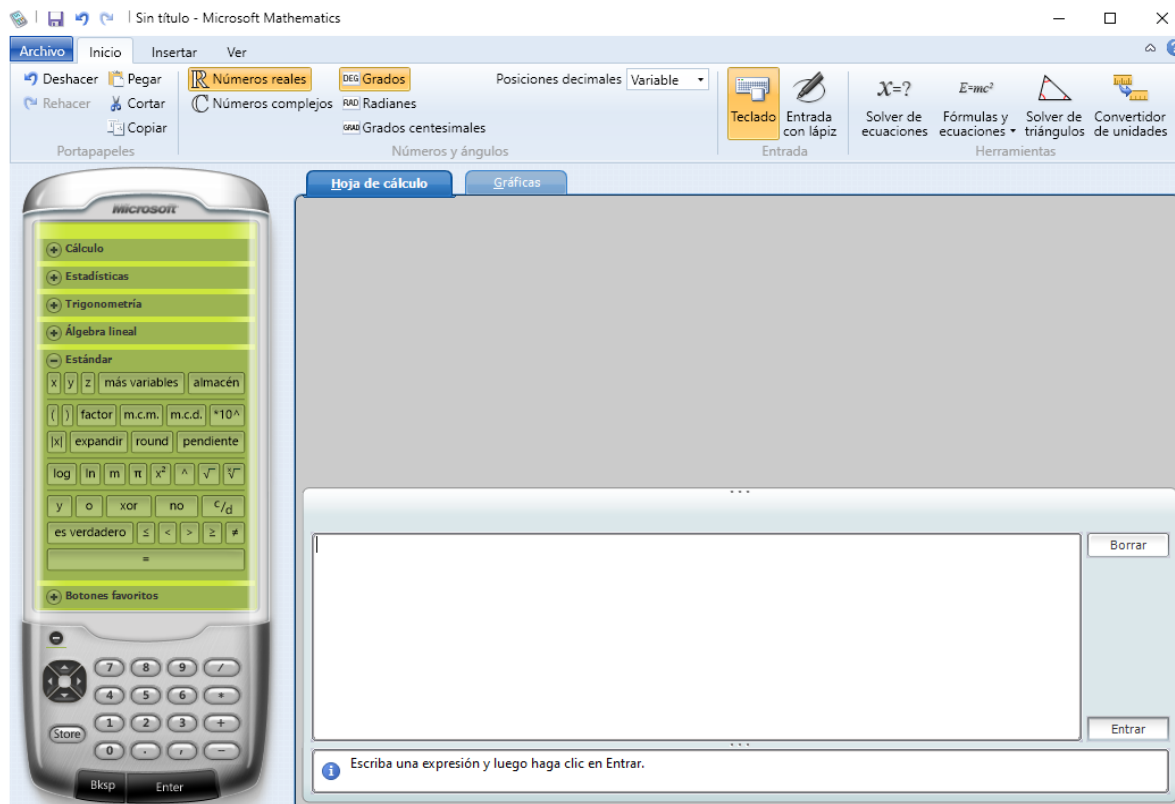 Sin título - Microsoft Mathematics
Archivo Inicio Insertar Ver
Deshacer Pegar
Rehacer Cortar
Copiar
Portapapeles
ℝ Números reales
ℂ Números complejos
DEG Grados
RAD Radianes
GRAD Grados centesimales
Posiciones decimales Variable
Números y ángulos
Teclado
Entrada
con lápiz
Entrada
X=?
Solver de
ecuaciones
E=mc²
Fórmulas y
ecuaciones
Solver de
triángulos
Convertidor
de unidades
Herramientas
Microsoft
Cálculo
Estadísticas
Trigonometría
Álgebra lineal
Estándar
x y z más variables almacén
( ) factor m.c.m. m.c.d. *10^
|x| expandir round pendiente
log ln m π x² ^ √ ˣ√
y o xor no c/d
es verdadero ≤ < > ≥ ≠
=
Botones favoritos
7 8 9 /
4 5 6 *
Store 1 2 3 +
0 . , −
Bksp Enter
Hoja de cálculo Gráficas
Borrar
Entrar
Escriba una expresión y luego haga clic en Entrar.